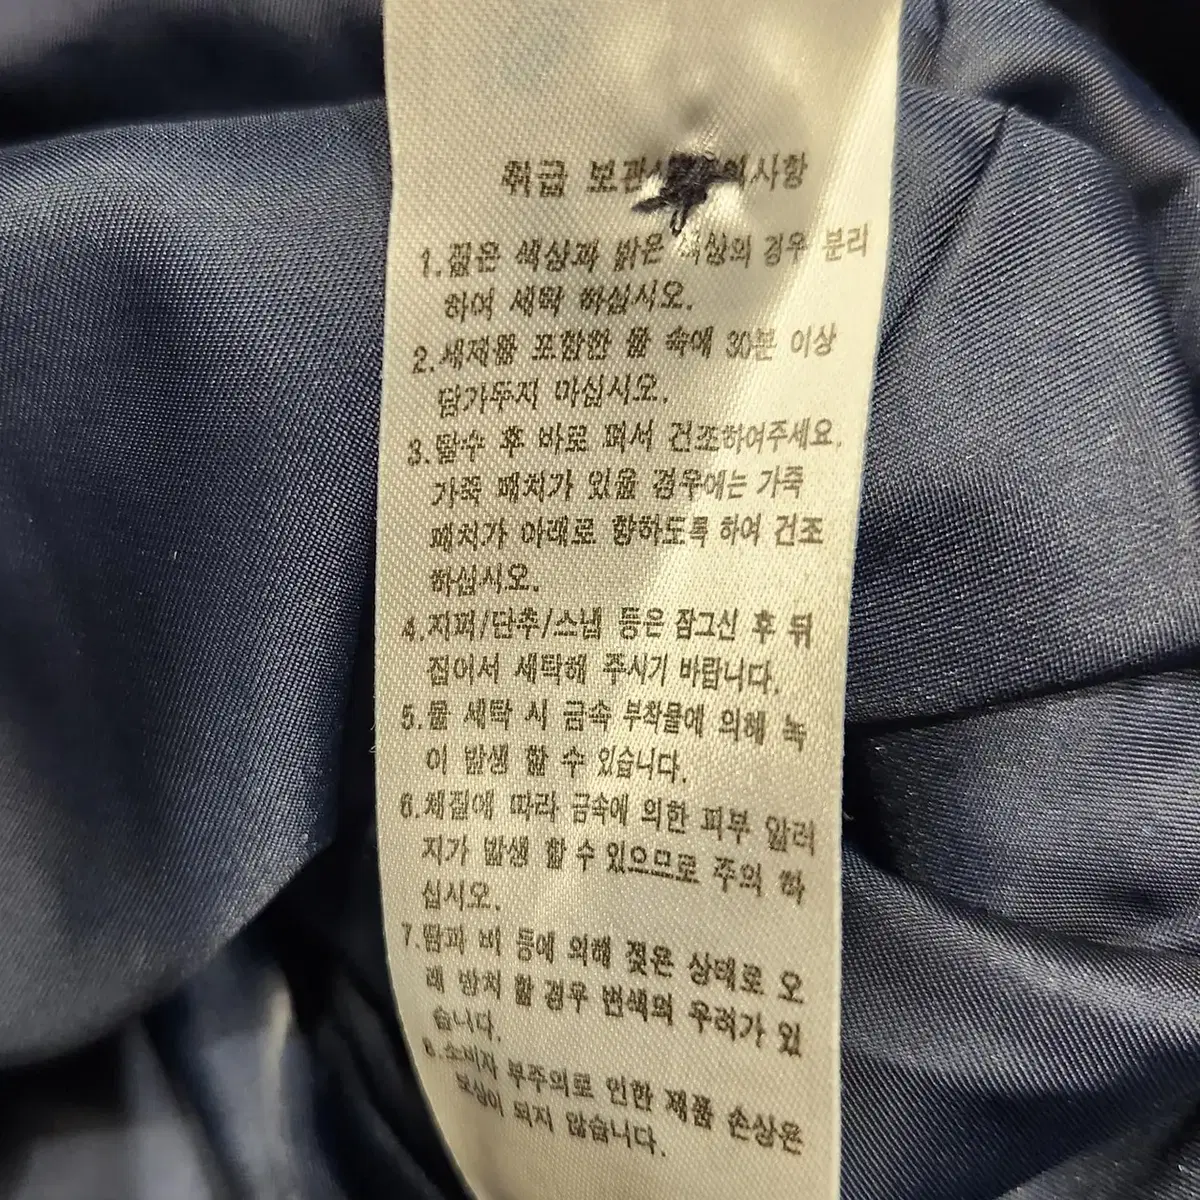 취급 보관 사항
1.짙은 색상과 밝은 색상의 경우 분리
하여 세탁 하십시오.
2.세제를 포함한 물 속에 30분 이상
담가두지 마십시오.
3.탈수 후 바로 펴서 건조하여주세요.
가죽 패치가 있을 경우에는 가죽
패치가 아래로 향하도록 하여 건조
하십시오.
4.지퍼/단추/스냅 등은 잠그신 후 뒤
집어서 세탁해 주시기 바랍니다.
5.물 세탁 시 금속 부착물에 의해 녹
이 발생 할 수 있습니다.
6.체질에 따라 금속에 의한 피부 알러
지가 발생 할 수 있으므로 주의 하
십시오.
7.땀과 비 등에 의해 젖은 상태로 오
래 방치 할 경우 변색의 우려가 있
습니다.
8.소비자 부주의로 인한 제품 손상은
보상이 되지 않습니다.